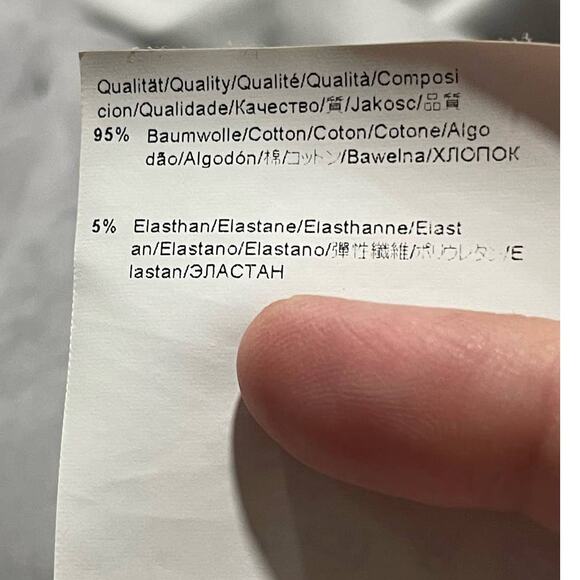 Qualität/Quality/Qualité/Qualità/Composi
cion/Qualidade/Качество/質/Jakosc/品質
95% Baumwolle/Cotton/Coton/Cotone/Algo
dão/Algodón/棉/コットン/Bawelna/ХЛОПОК
5% Elasthan/Elastane/Elasthanne/Elast
an/Elastano/Elastano/彈性纖維/ポリウレタン/E
lastan/ЭЛАСТАН